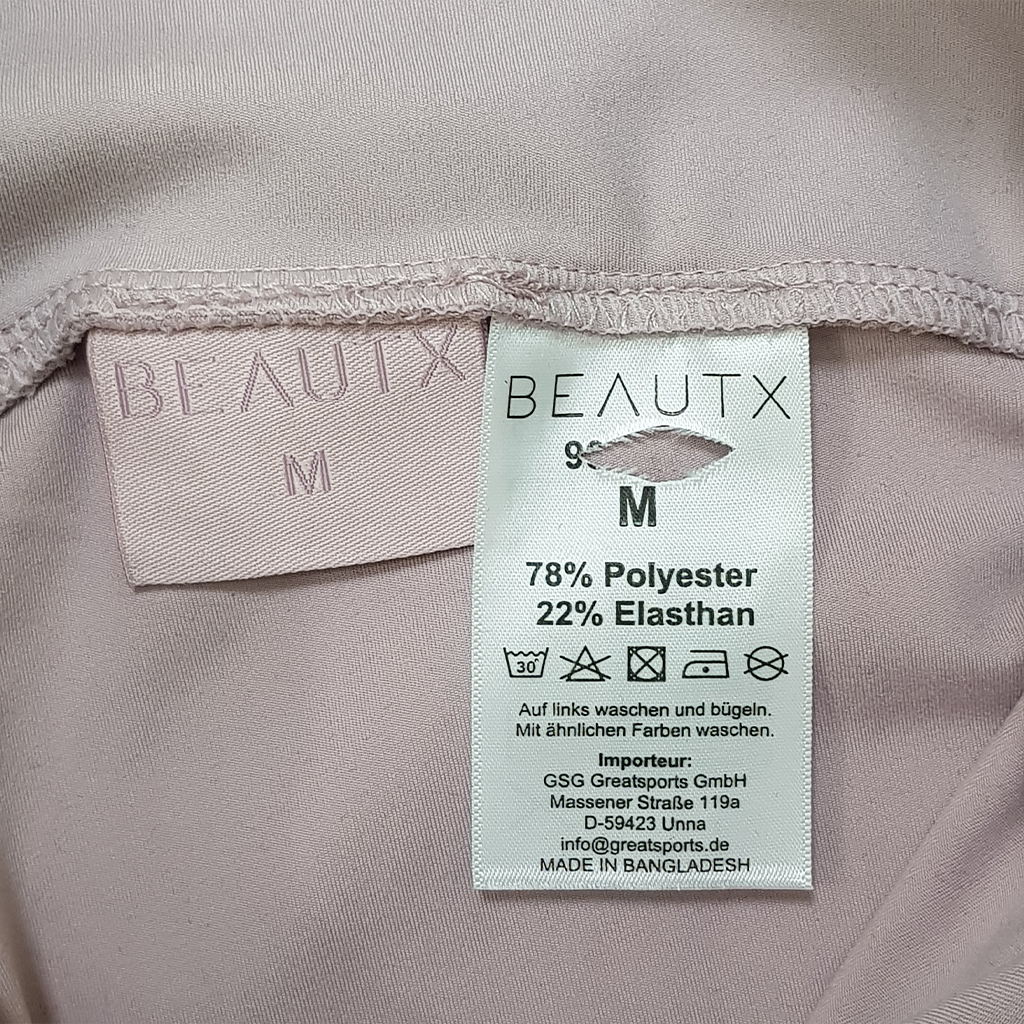 BEAUTX
M
BEAUTX
M
78% Polyester
22% Elasthan
30
Auf links waschen und bügeln.
Mit ähnlichen Farben waschen.
Importeur:
GSG Greatsports GmbH
Massener Straße 119a
D-59423 Unna
info@greatsports.de
MADE IN BANGLADESH